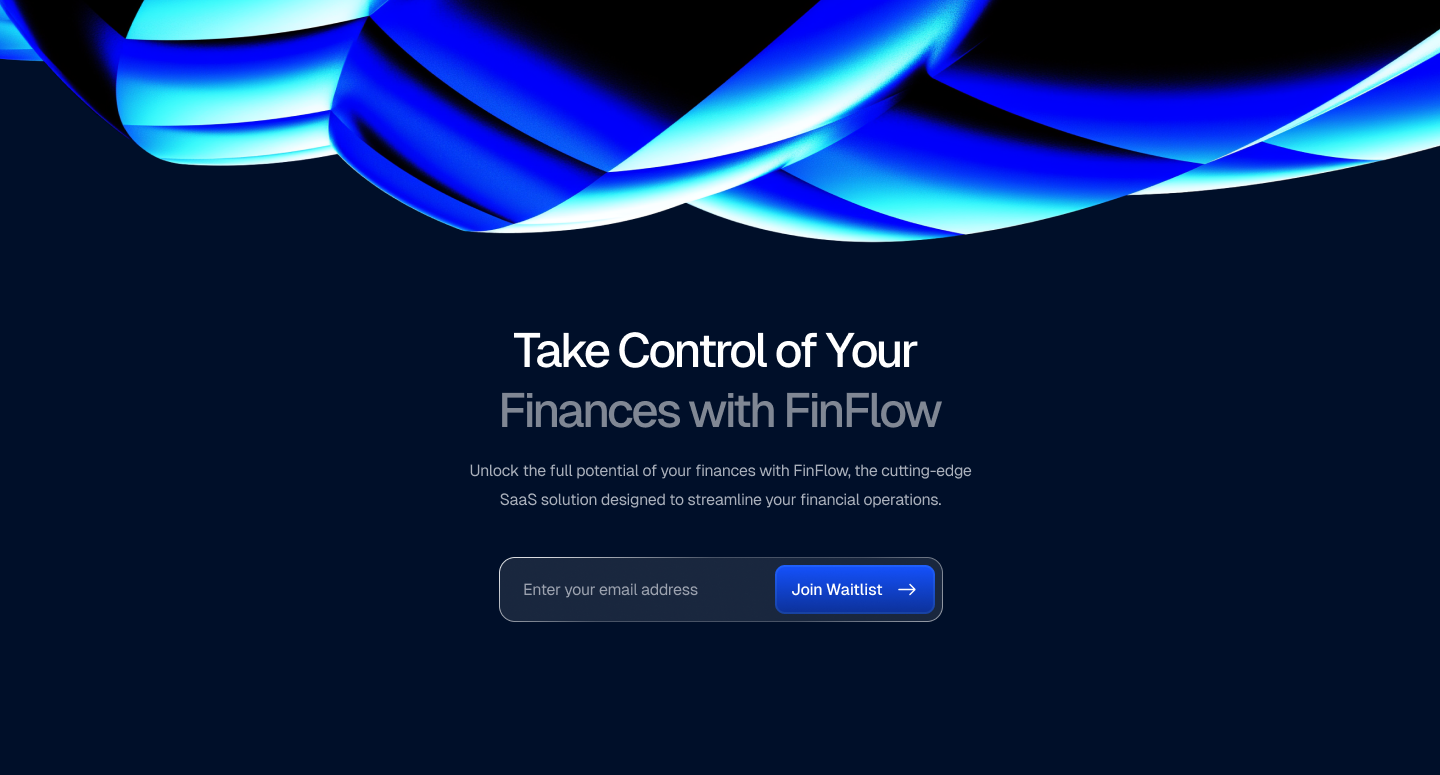 Take Control of Your
Finances with FinFlow
Unlock the full potential of your finances with FinFlow, the cutting-edge
SaaS solution designed to streamline your financial operations.
Enter your email address
Join Waitlist